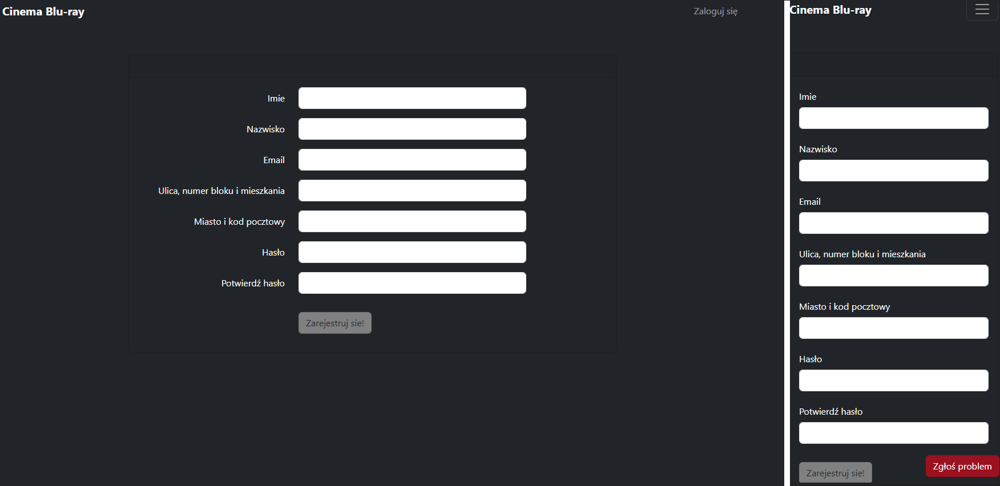 Cinema Blu-ray
Zaloguj się
Imie
Nazwisko
Email
Ulica, numer bloku i mieszkania
Miasto i kod pocztowy
Hasło
Potwierdź hasło
Zarejestruj sie!
Cinema Blu-ray
Imie
Nazwisko
Email
Ulica, numer bloku i mieszkania
Miasto i kod pocztowy
Hasło
Potwierdź hasło
Zarejestruj sie!
Zgłoś problem